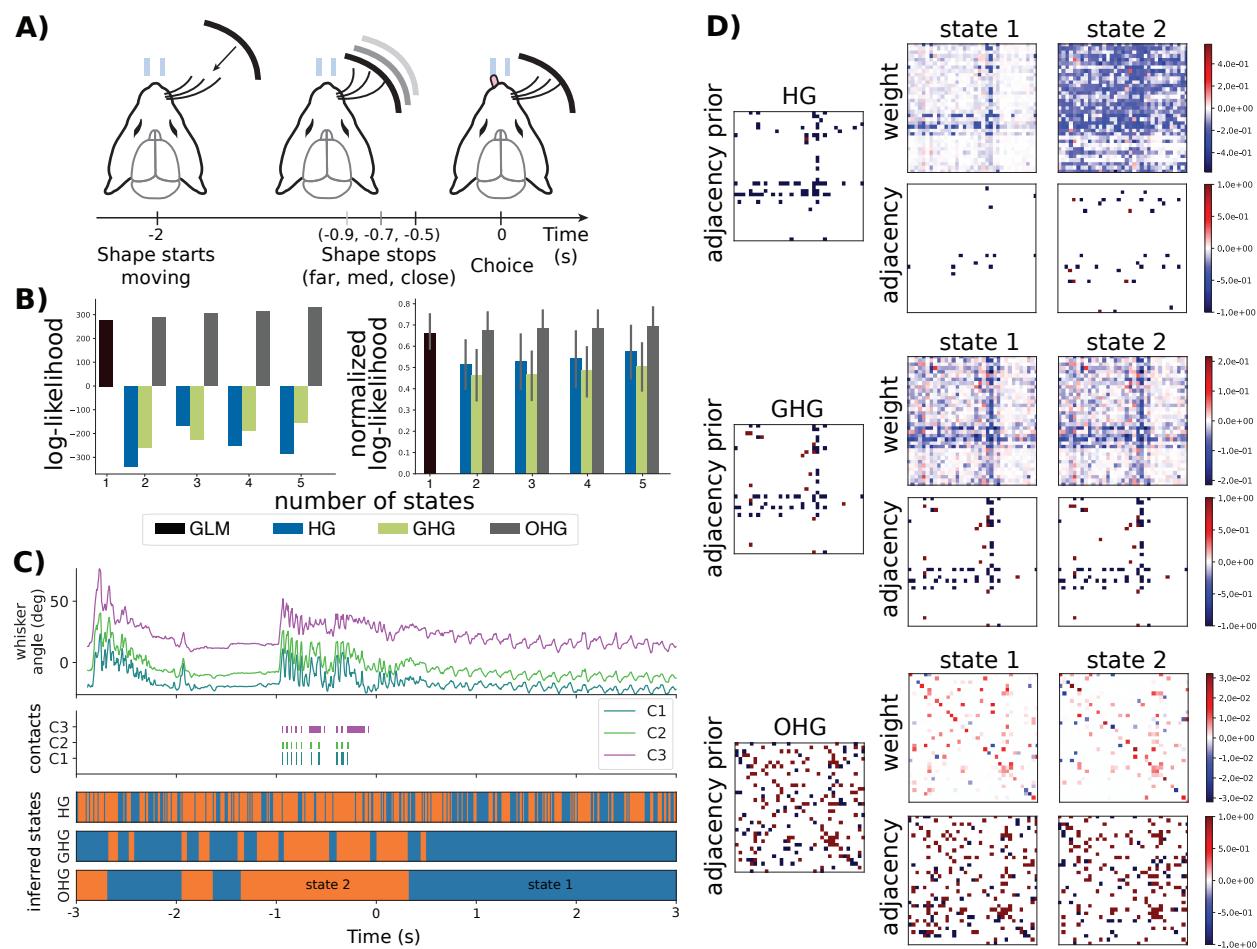 A)
-2
Shape starts
moving
(-0.9, -0.7, -0.5)
Shape stops
(far, med, close)
0
Choice
Time
(s)
B)
log-likelihood
300
200
100
0
−100
−200
−300
1
2
3
4
5
normalized
log-likelihood
0.8
0.7
0.6
0.5
0.4
0.3
0.2
0.1
0.0
1
2
3
4
5
number of states
GLM
HG
GHG
OHG
C)
whisker
angle (deg)
50
0
contacts
C3
C2
C1
C1
C2
C3
inferred states
HG
GHG
OHG
state 2
state 1
-3
-2
-1
0
1
2
3
Time (s)
D)
adjacency prior
HG
state 1
state 2
weight
4.0e-01
2.0e-01
0.0e+00
-2.0e-01
-4.0e-01
adjacency
1.0e+00
5.0e-01
0.0e+00
-5.0e-01
-1.0e+00
adjacency prior
GHG
state 1
state 2
weight
2.0e-01
1.0e-01
0.0e+00
-1.0e-01
-2.0e-01
adjacency
1.0e+00
5.0e-01
0.0e+00
-5.0e-01
-1.0e+00
adjacency prior
OHG
state 1
state 2
weight
3.0e-02
2.0e-02
1.0e-02
0.0e+00
-1.0e-02
-2.0e-02
-3.0e-02
adjacency
1.0e+00
5.0e-01
0.0e+00
-5.0e-01
-1.0e+00